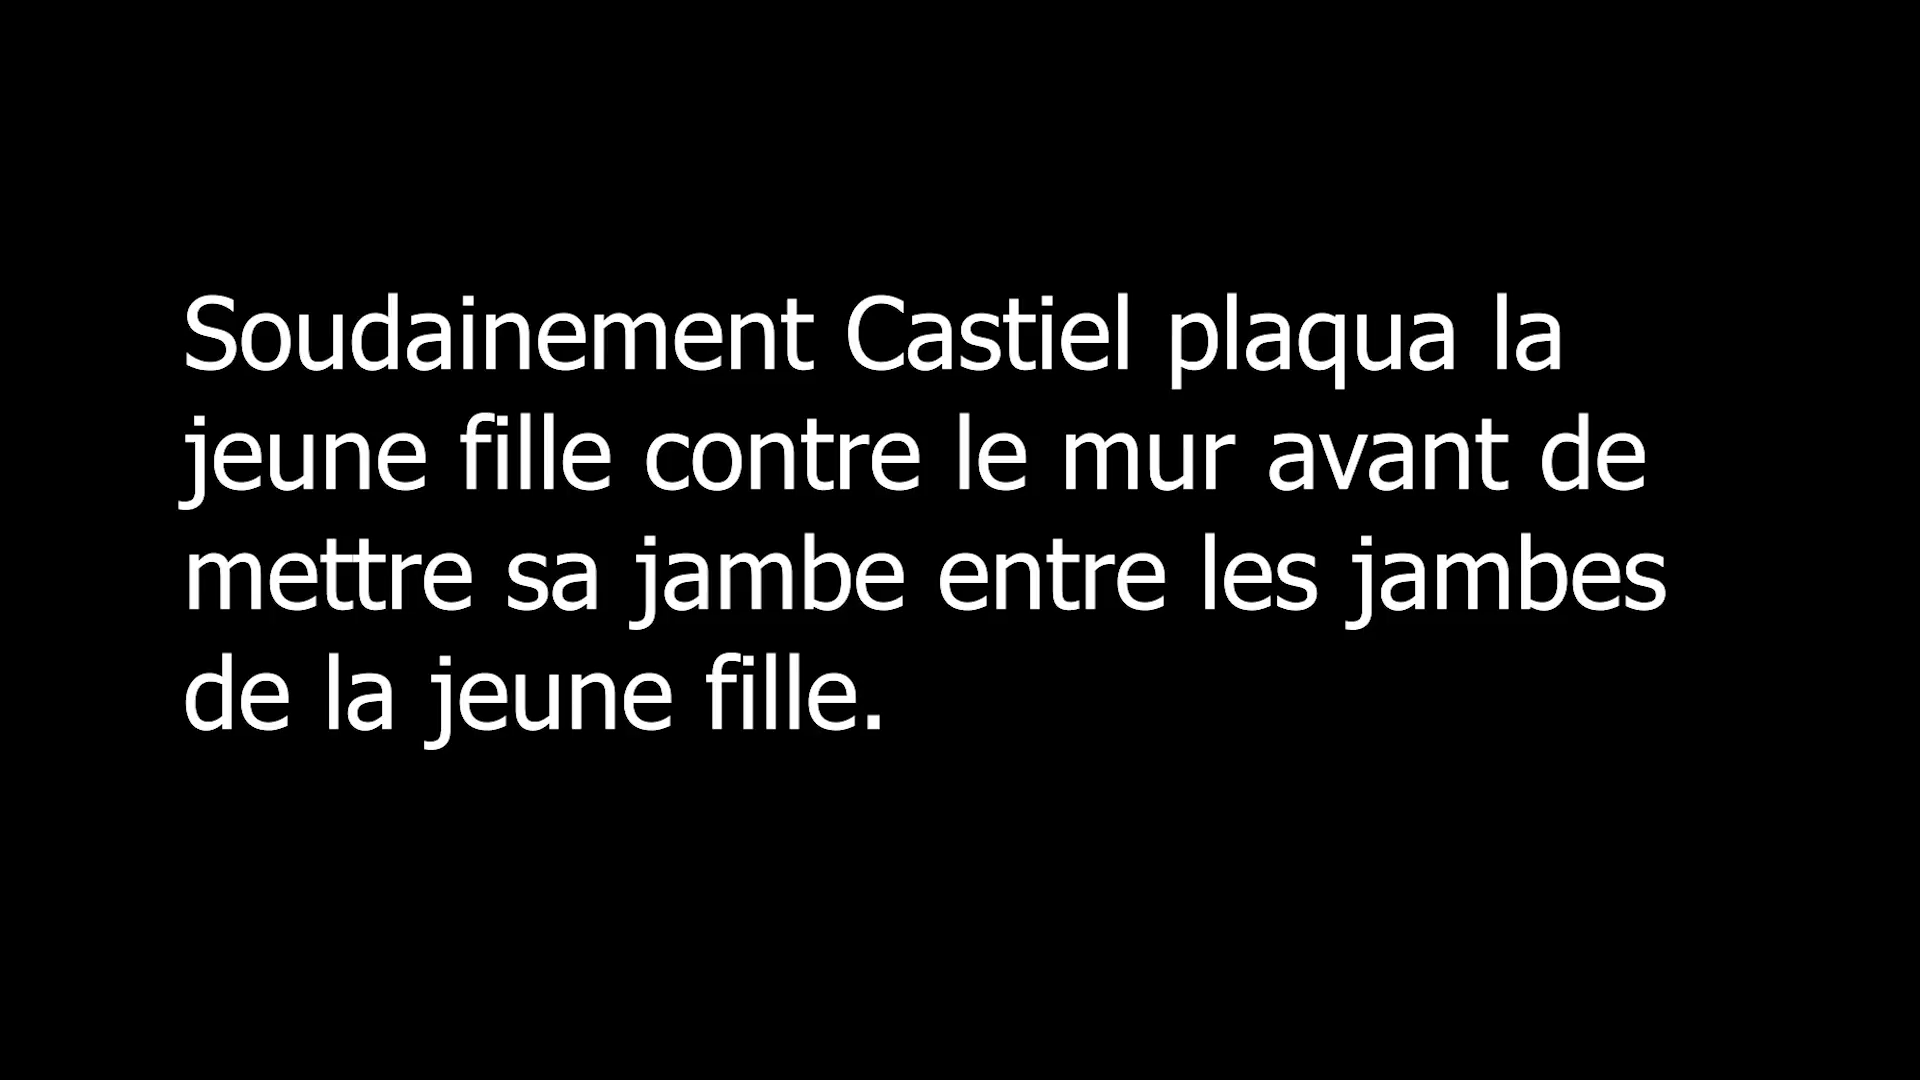 Soudainement Castiel plaqua la
jeune fille contre le mur avant de
mettre sa jambe entre les jambes
de la jeune fille.